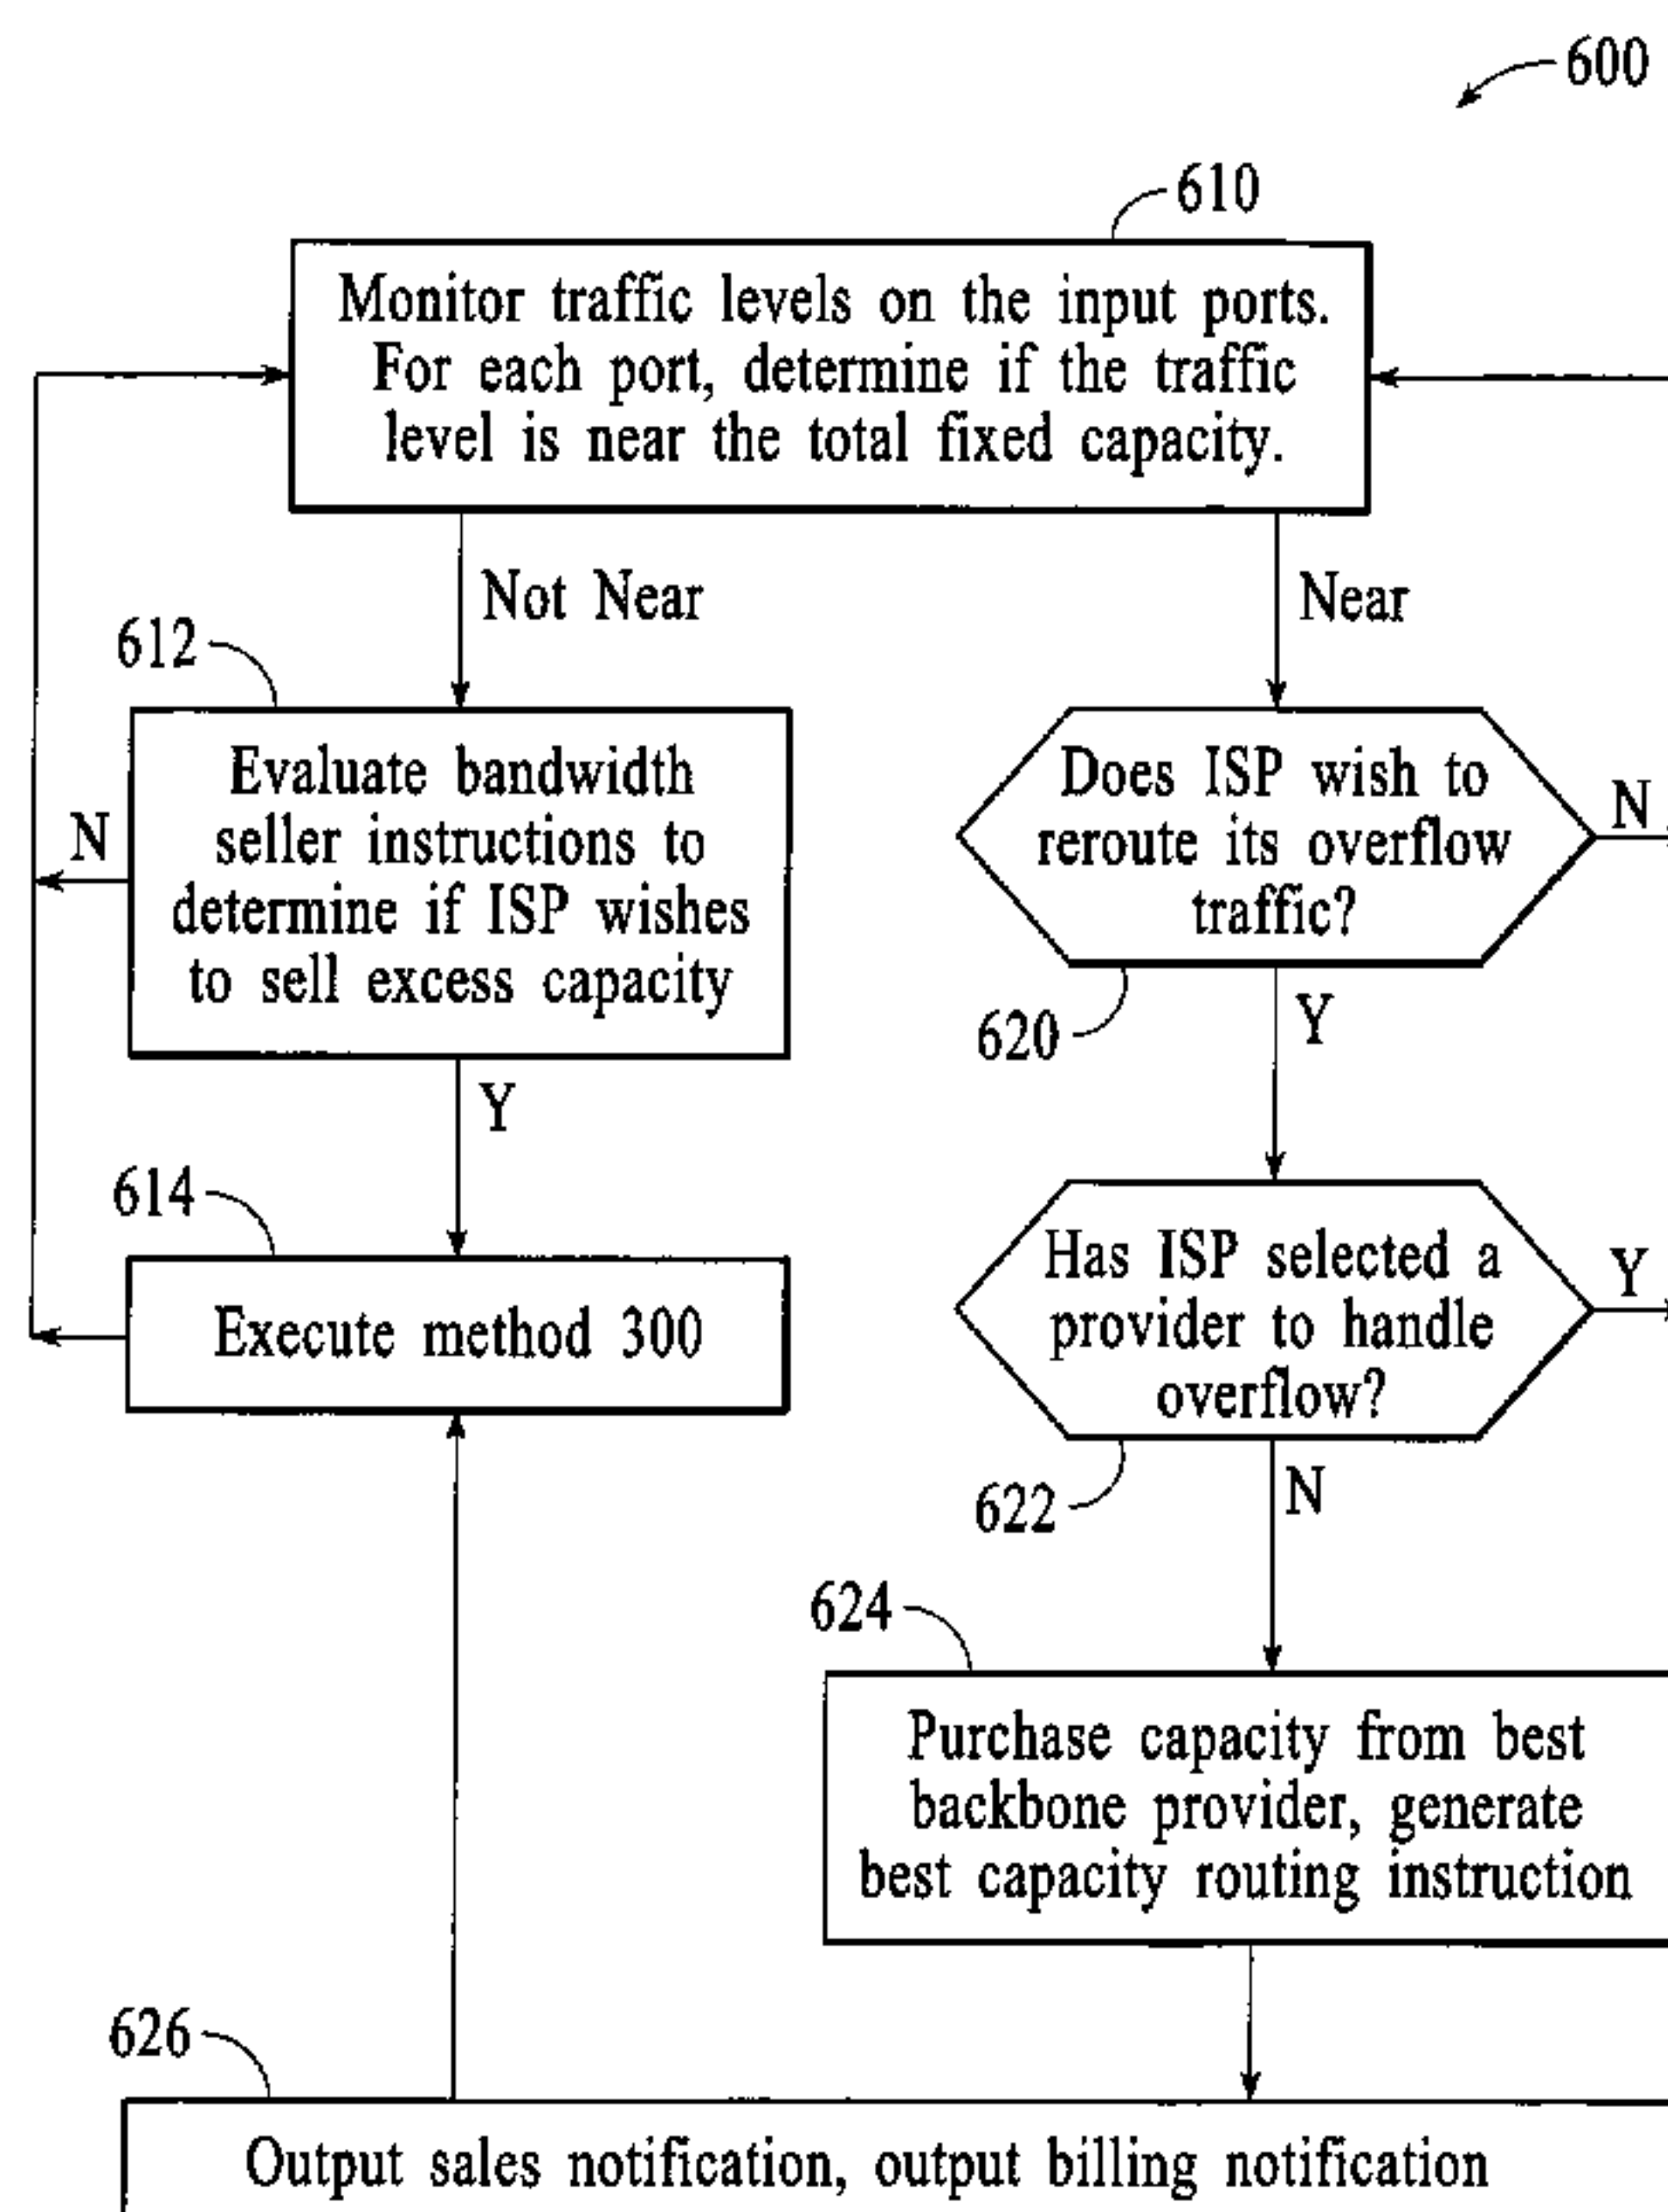 600
610
Monitor traffic levels on the input ports.
For each port, determine if the traffic
level is near the total fixed capacity.
Not Near
Near
612
Evaluate bandwidth
seller instructions to
determine if ISP wishes
to sell excess capacity
N
Does ISP wish to
reroute its overflow
traffic?
N
620
Y
Y
614
Execute method 300
Has ISP selected a
provider to handle
overflow?
Y
622
N
624
Purchase capacity from best
backbone provider, generate
best capacity routing instruction
626
Output sales notification, output billing notification